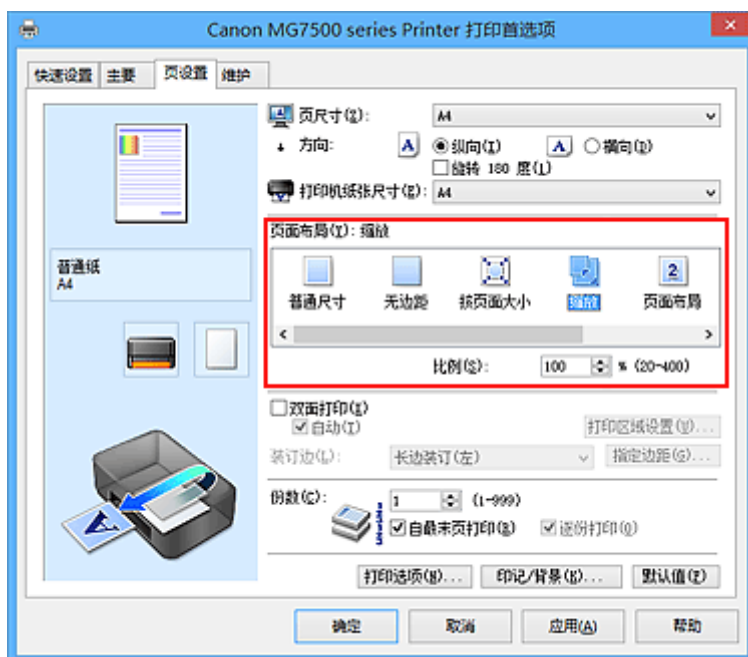 Canon MG7500 series Printer 打印首选项
快速设置 主要 页设置 维护
页尺寸(Z): A4
方向: A 纵向(I) A 横向(D)
旋转 180 度(L)
打印机纸张尺寸(E): A4
页面布局(Y): 缩放
普通尺寸 无边距 按页面大小 缩放 2 页面布局
比例(S): 100 % (20-400)
普通纸
A4
双面打印(X)
自动(T)
打印区域设置(U)...
装订边(L): 长边装订(左) 指定边距(G)...
份数(C): 1 (1-999)
自最末页打印(R) 逐份打印(O)
打印选项(N)... 印记/背景(K)... 默认值(F)
确定 取消 应用(A) 帮助